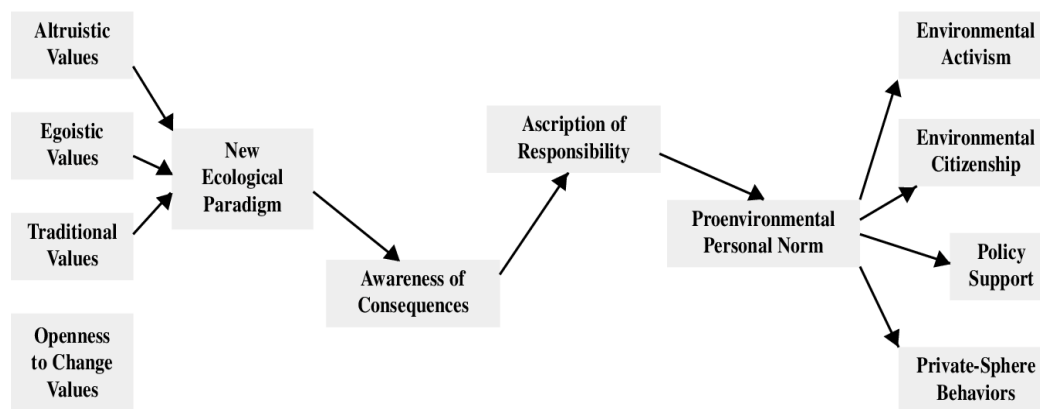 Altruistic
Values
Egoistic
Values
Traditional
Values
Openness
to Change
Values
New
Ecological
Paradigm
Awareness of
Consequences
Ascription of
Responsibility
Proenvironmental
Personal Norm
Environmental
Activism
Environmental
Citizenship
Policy
Support
Private-Sphere
Behaviors